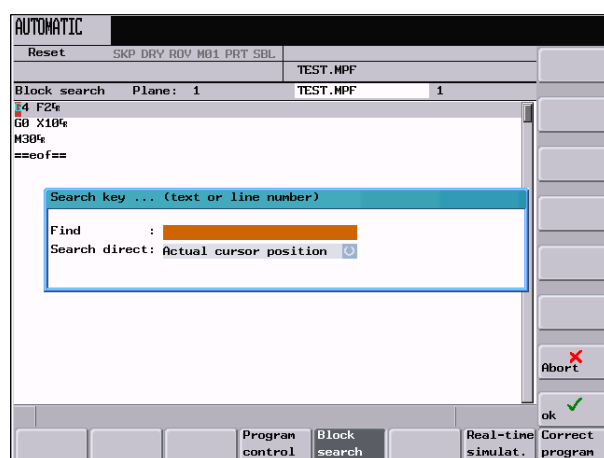 AUTOMATIC
Reset SKP DRY ROV M01 PRT SBL
TEST.MPF
Block search Plane: 1 TEST.MPF 1
G0 X10
M30
==eof==
Search key ... (text or line number)
Find :
Search direct: Actual cursor position
Abort
ok
Program control
Block search
Real-time simulat.
Correct program